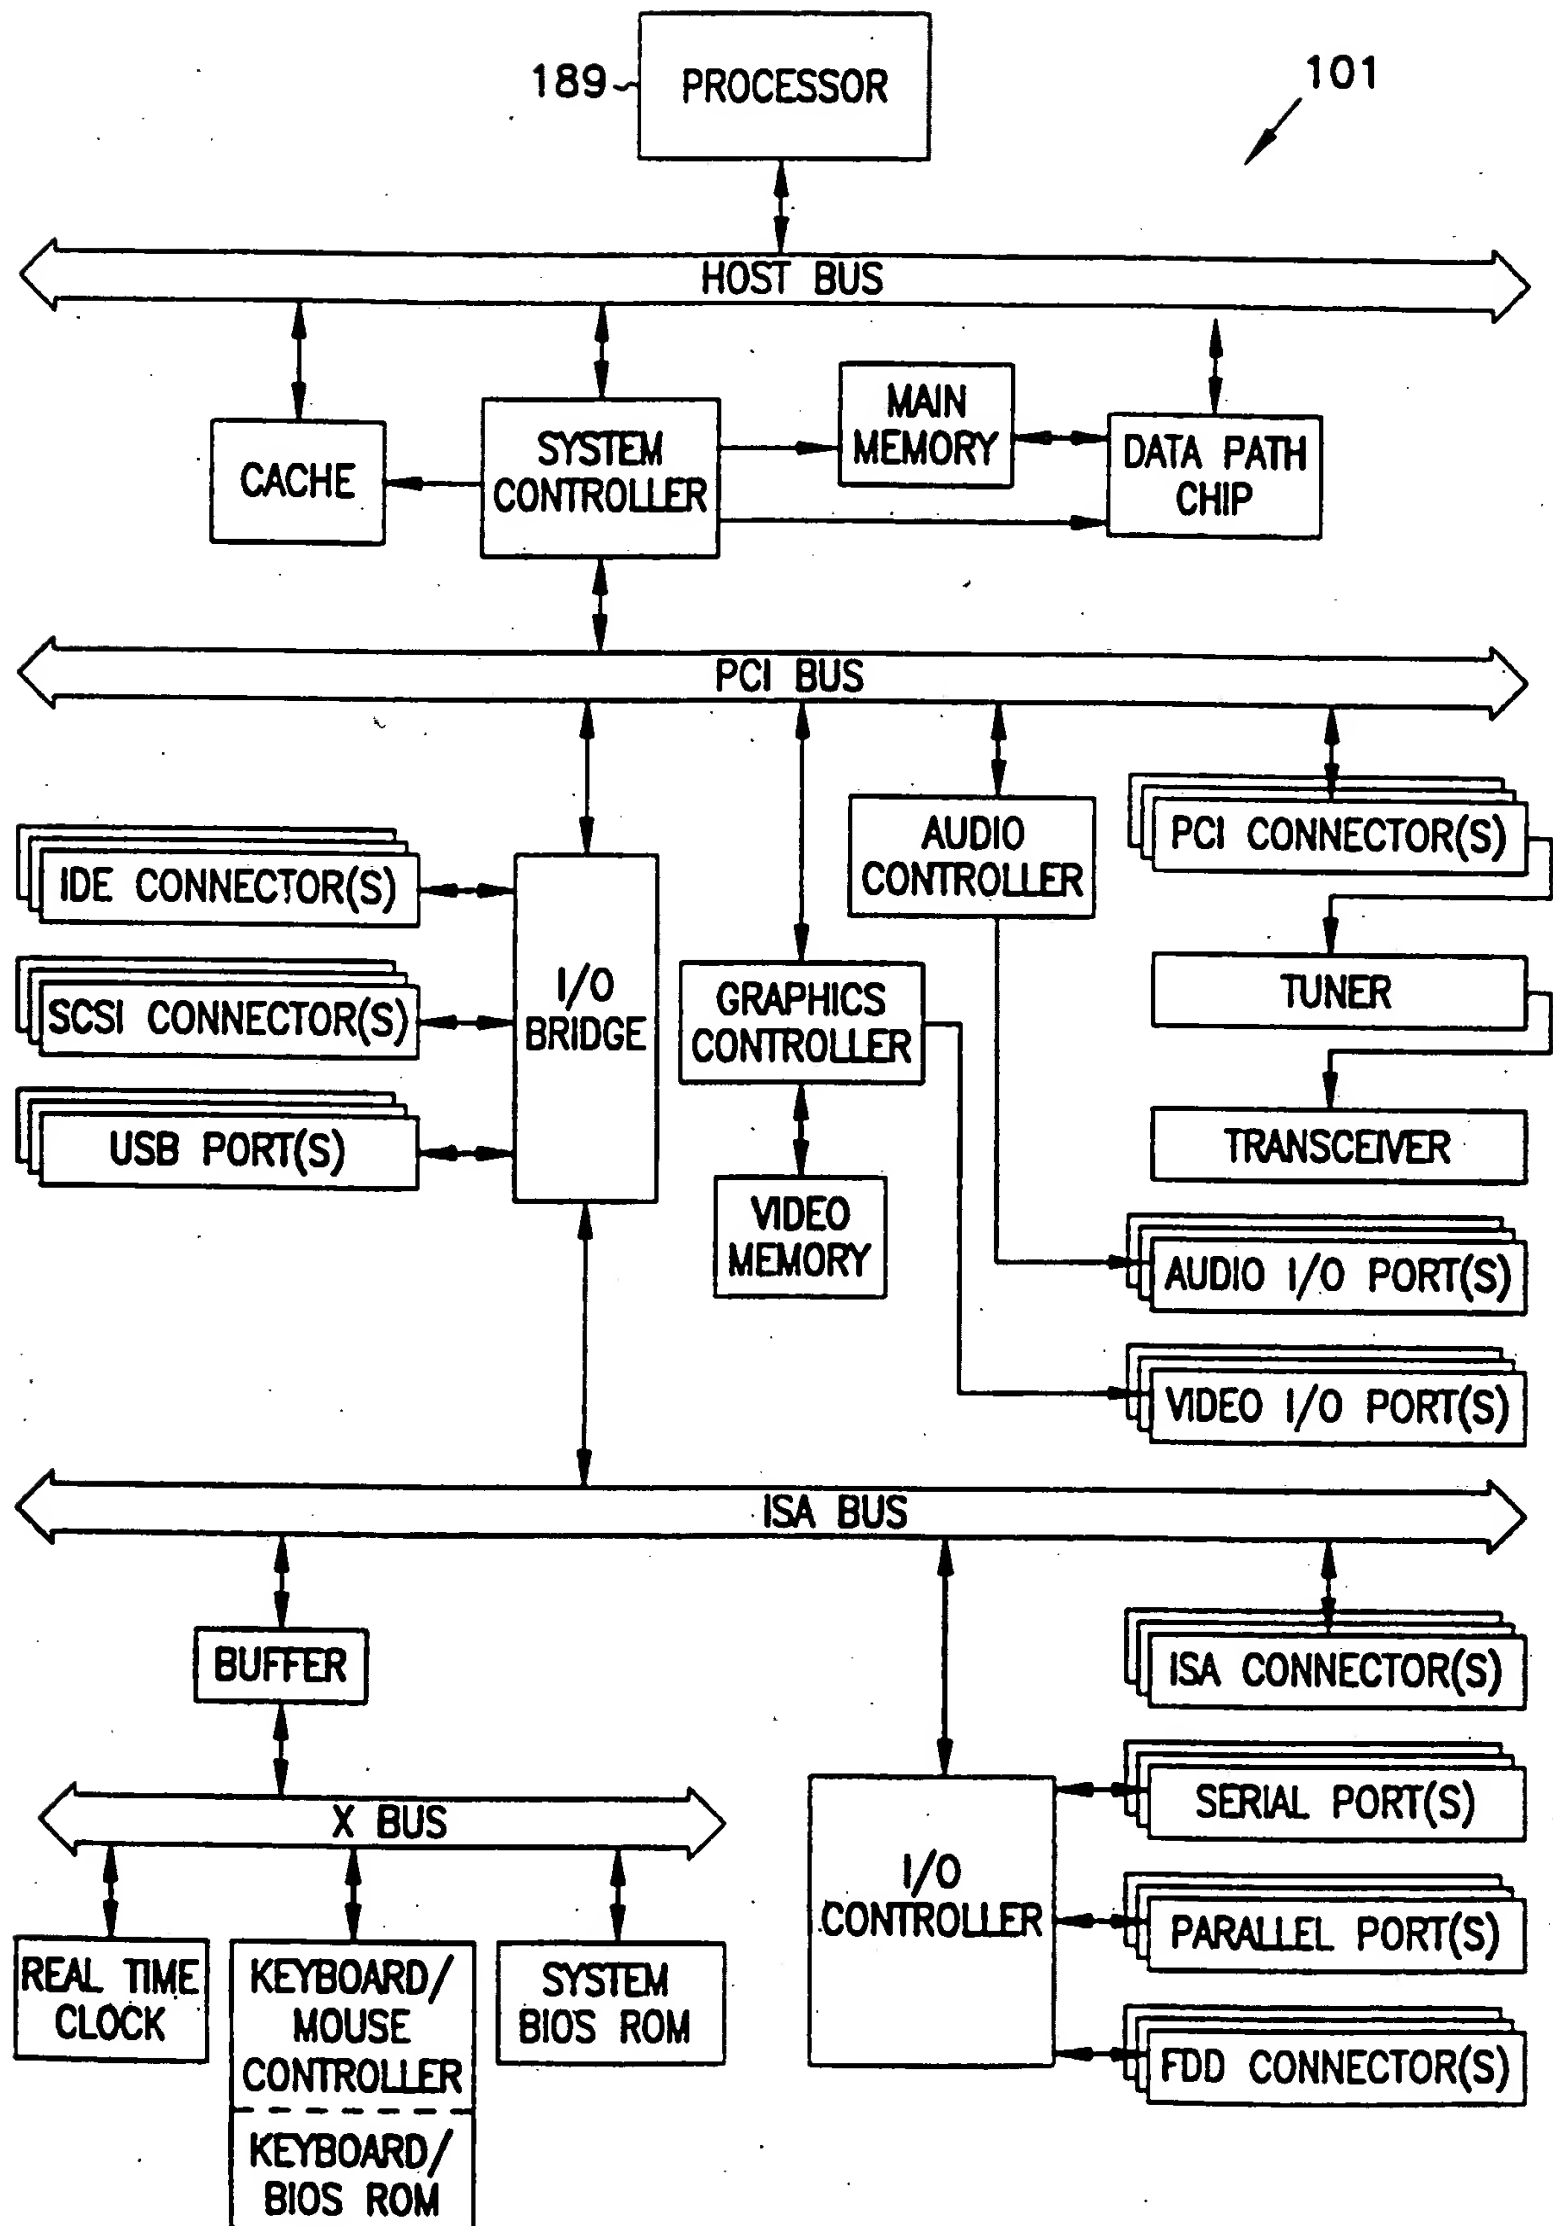 189
PROCESSOR
101
HOST BUS
CACHE
SYSTEM
CONTROLLER
MAIN
MEMORY
DATA PATH
CHIP
PCI BUS
IDE CONNECTOR(S)
SCSI CONNECTOR(S)
USB PORT(S)
I/O
BRIDGE
GRAPHICS
CONTROLLER
VIDEO
MEMORY
AUDIO
CONTROLLER
PCI CONNECTOR(S)
TUNER
TRANSCEIVER
AUDIO I/O PORT(S)
VIDEO I/O PORT(S)
ISA BUS
BUFFER
X BUS
REAL TIME
CLOCK
KEYBOARD/
MOUSE
CONTROLLER
KEYBOARD/
BIOS ROM
SYSTEM
BIOS ROM
I/O
CONTROLLER
ISA CONNECTOR(S)
SERIAL PORT(S)
PARALLEL PORT(S)
FDD CONNECTOR(S)